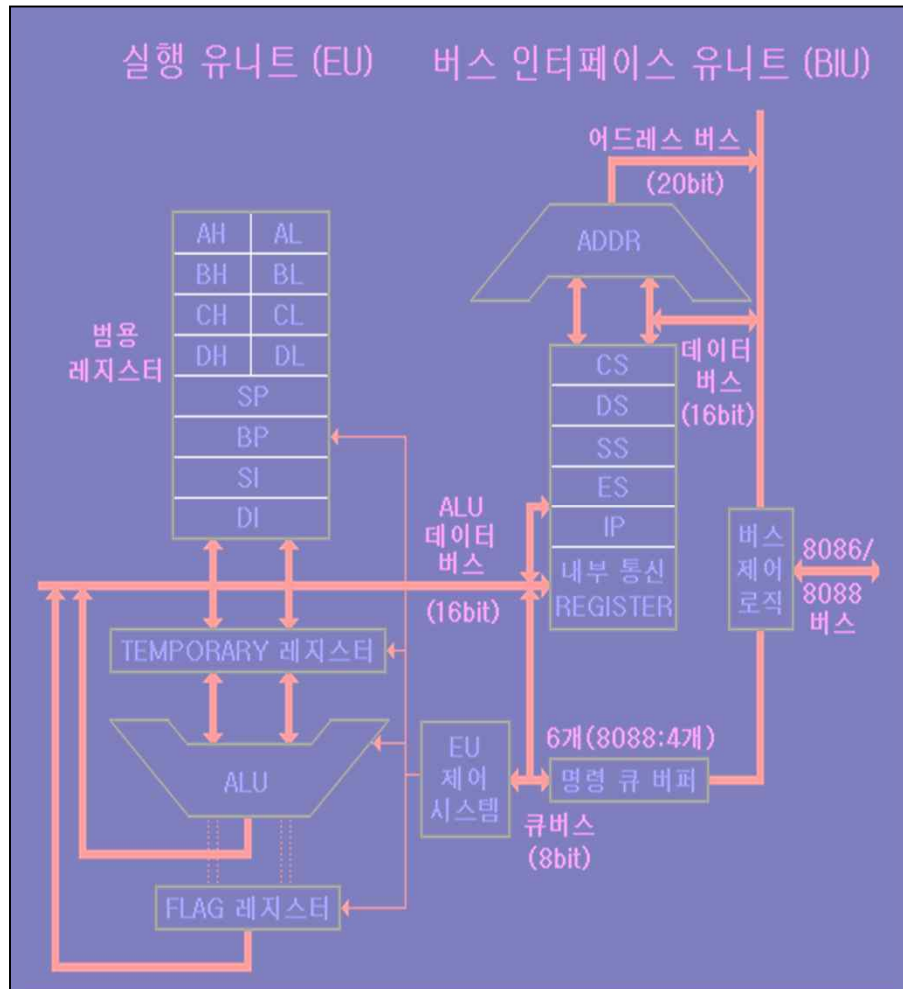 실행 유니트 (EU)
버스 인터페이스 유니트 (BIU)
어드레스 버스
(20bit)
ADDR
AH AL
BH BL
CH CL
DH DL
SP
BP
SI
DI
범용
레지스터
CS
DS
SS
ES
IP
내부 통신
REGISTER
데이터
버스
(16bit)
ALU
데이터
버스
(16bit)
버스
제어
로직
8086/
8088
버스
TEMPORARY 레지스터
ALU
EU
제어
시스템
6개(8088:4개)
명령 큐 버퍼
큐버스
(8bit)
FLAG 레지스터